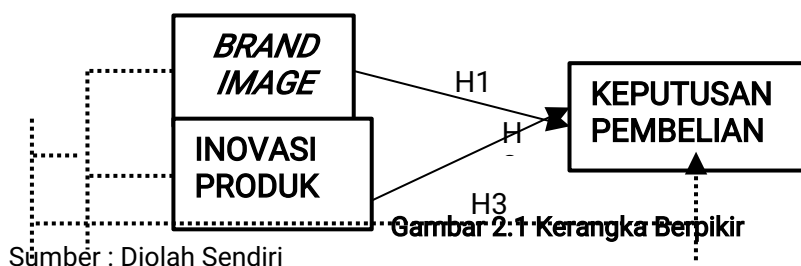 BRAND
IMAGE
H1
KEPUTUSAN
PEMBELIAN
INOVASI
PRODUK
H
H3
Gambar 2.1 Kerangka Berpikir
Sumber : Diolah Sendiri